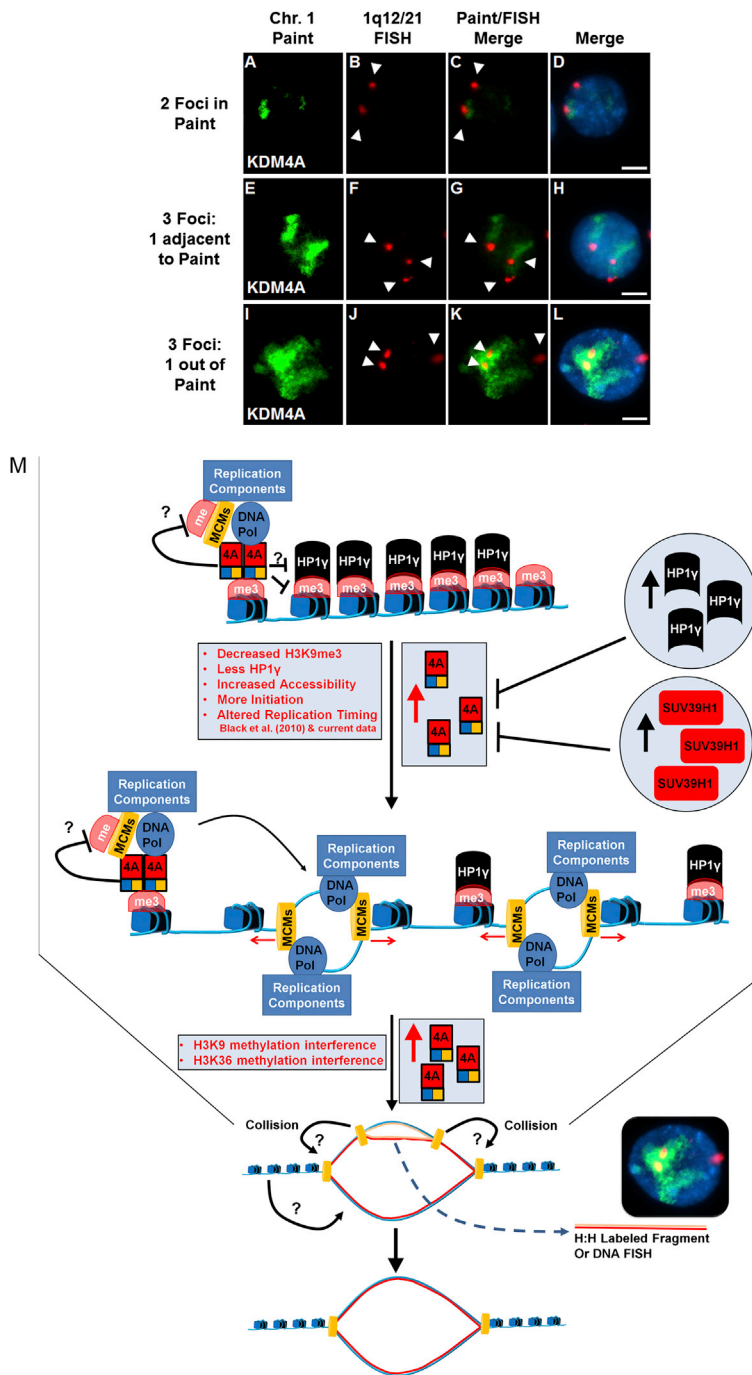 Chr. 1 Paint
1q12/21 FISH
Paint/FISH Merge
Merge
2 Foci in Paint
A
KDM4A
B
C
D
3 Foci: 1 adjacent to Paint
E
KDM4A
F
G
H
3 Foci: 1 out of Paint
I
KDM4A
J
K
L
M
Replication Components
?
me
MCMs
DNA Pol
4A 4A
?
me3
HP1γ HP1γ HP1γ HP1γ HP1γ
me3 me3 me3 me3 me3 me3
• Decreased H3K9me3
• Less HP1γ
• Increased Accessibility
• More Initiation
• Altered Replication Timing
Black et al. (2010) & current data
4A
4A
4A
HP1γ
HP1γ
HP1γ
SUV39H1
SUV39H1
SUV39H1
Replication Components
?
me
MCMs
DNA Pol
4A 4A
me3
Replication Components
DNA Pol
MCMs
MCMs
DNA Pol
Replication Components
HP1γ
me3
Replication Components
DNA Pol
MCMs
MCMs
DNA Pol
Replication Components
HP1γ
me3
• H3K9 methylation interference
• H3K36 methylation interference
4A
4A
4A
Collision
?
?
Collision
?
H:H Labeled Fragment
Or DNA FISH